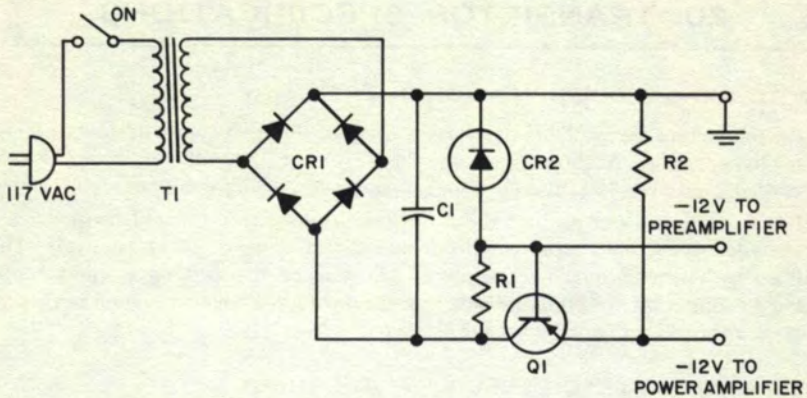 ON
117 VAC
T1
CR1
C1
CR2
R2
R1
Q1
-12V TO
PREAMPLIFIER
-12V TO
POWER AMPLIFIER